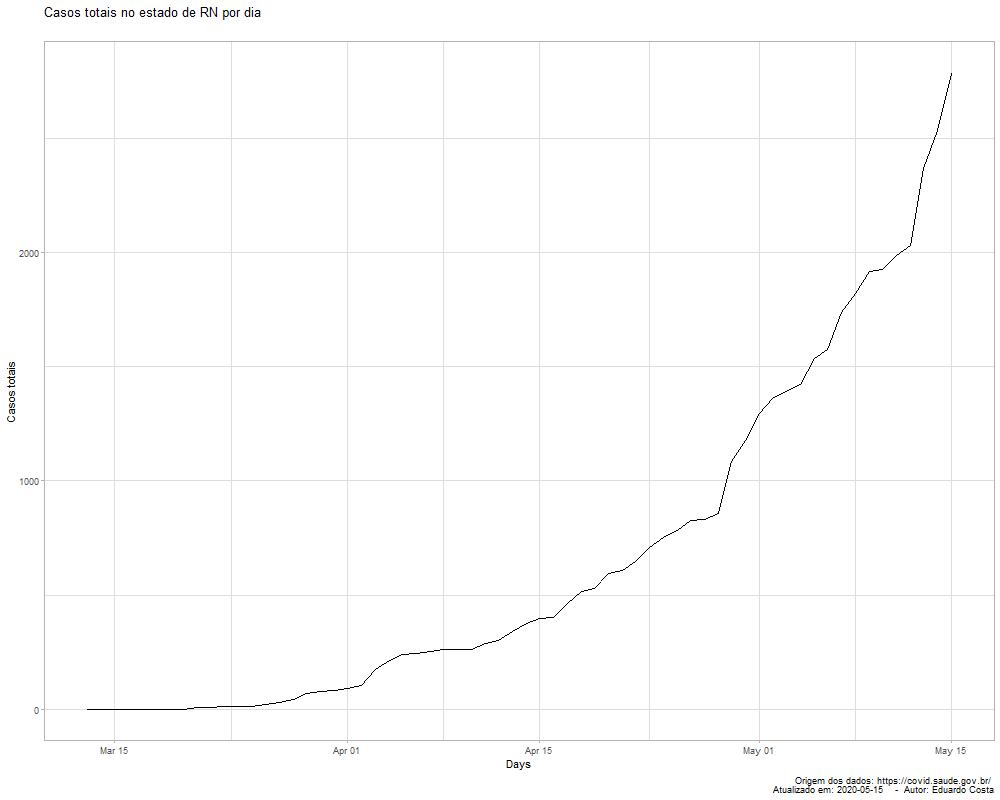 Casos totais no estado de RN por dia
Casos totais
2000
1000
0
Mar 15
Apr 01
Apr 15
May 01
May 15
Days
Origem dos dados: https://covid.saude.gov.br/
Atualizado em: 2020-05-15 - Autor: Eduardo Costa